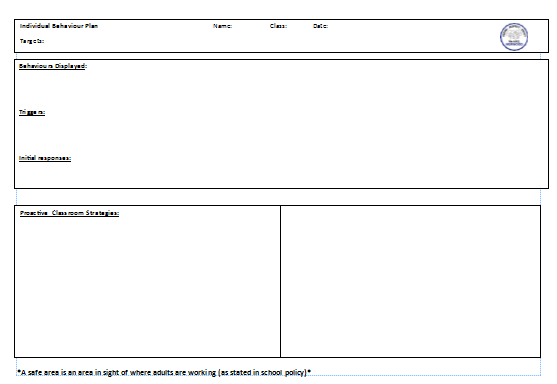 Individual Behaviour Plan Name: Class: Date:
Targets:
Behaviours Displayed:
Triggers:
Initial responses:
Proactive Classroom Strategies:
*A safe area is an area in sight of where adults are working (as stated in school policy)*